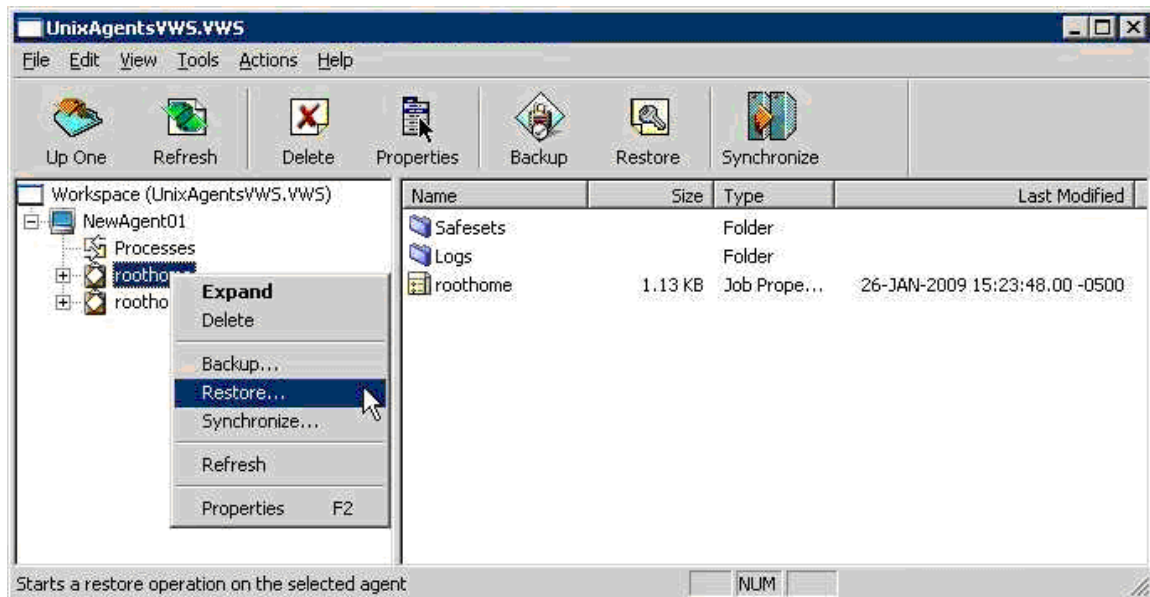 UnixAgentsVWS.VWS
File Edit View Tools Actions Help
Up One Refresh Delete Properties Backup Restore Synchronize
Workspace (UnixAgentsVWS.VWS)
NewAgent01
Processes
rootho
rootho
Expand
Delete
Backup...
Restore...
Synchronize...
Refresh
Properties F2
Name Size Type Last Modified
Safesets Folder
Logs Folder
roothome 1.13 KB Job Prope... 26-JAN-2009 15:23:48.00 -0500
Starts a restore operation on the selected agent
NUM